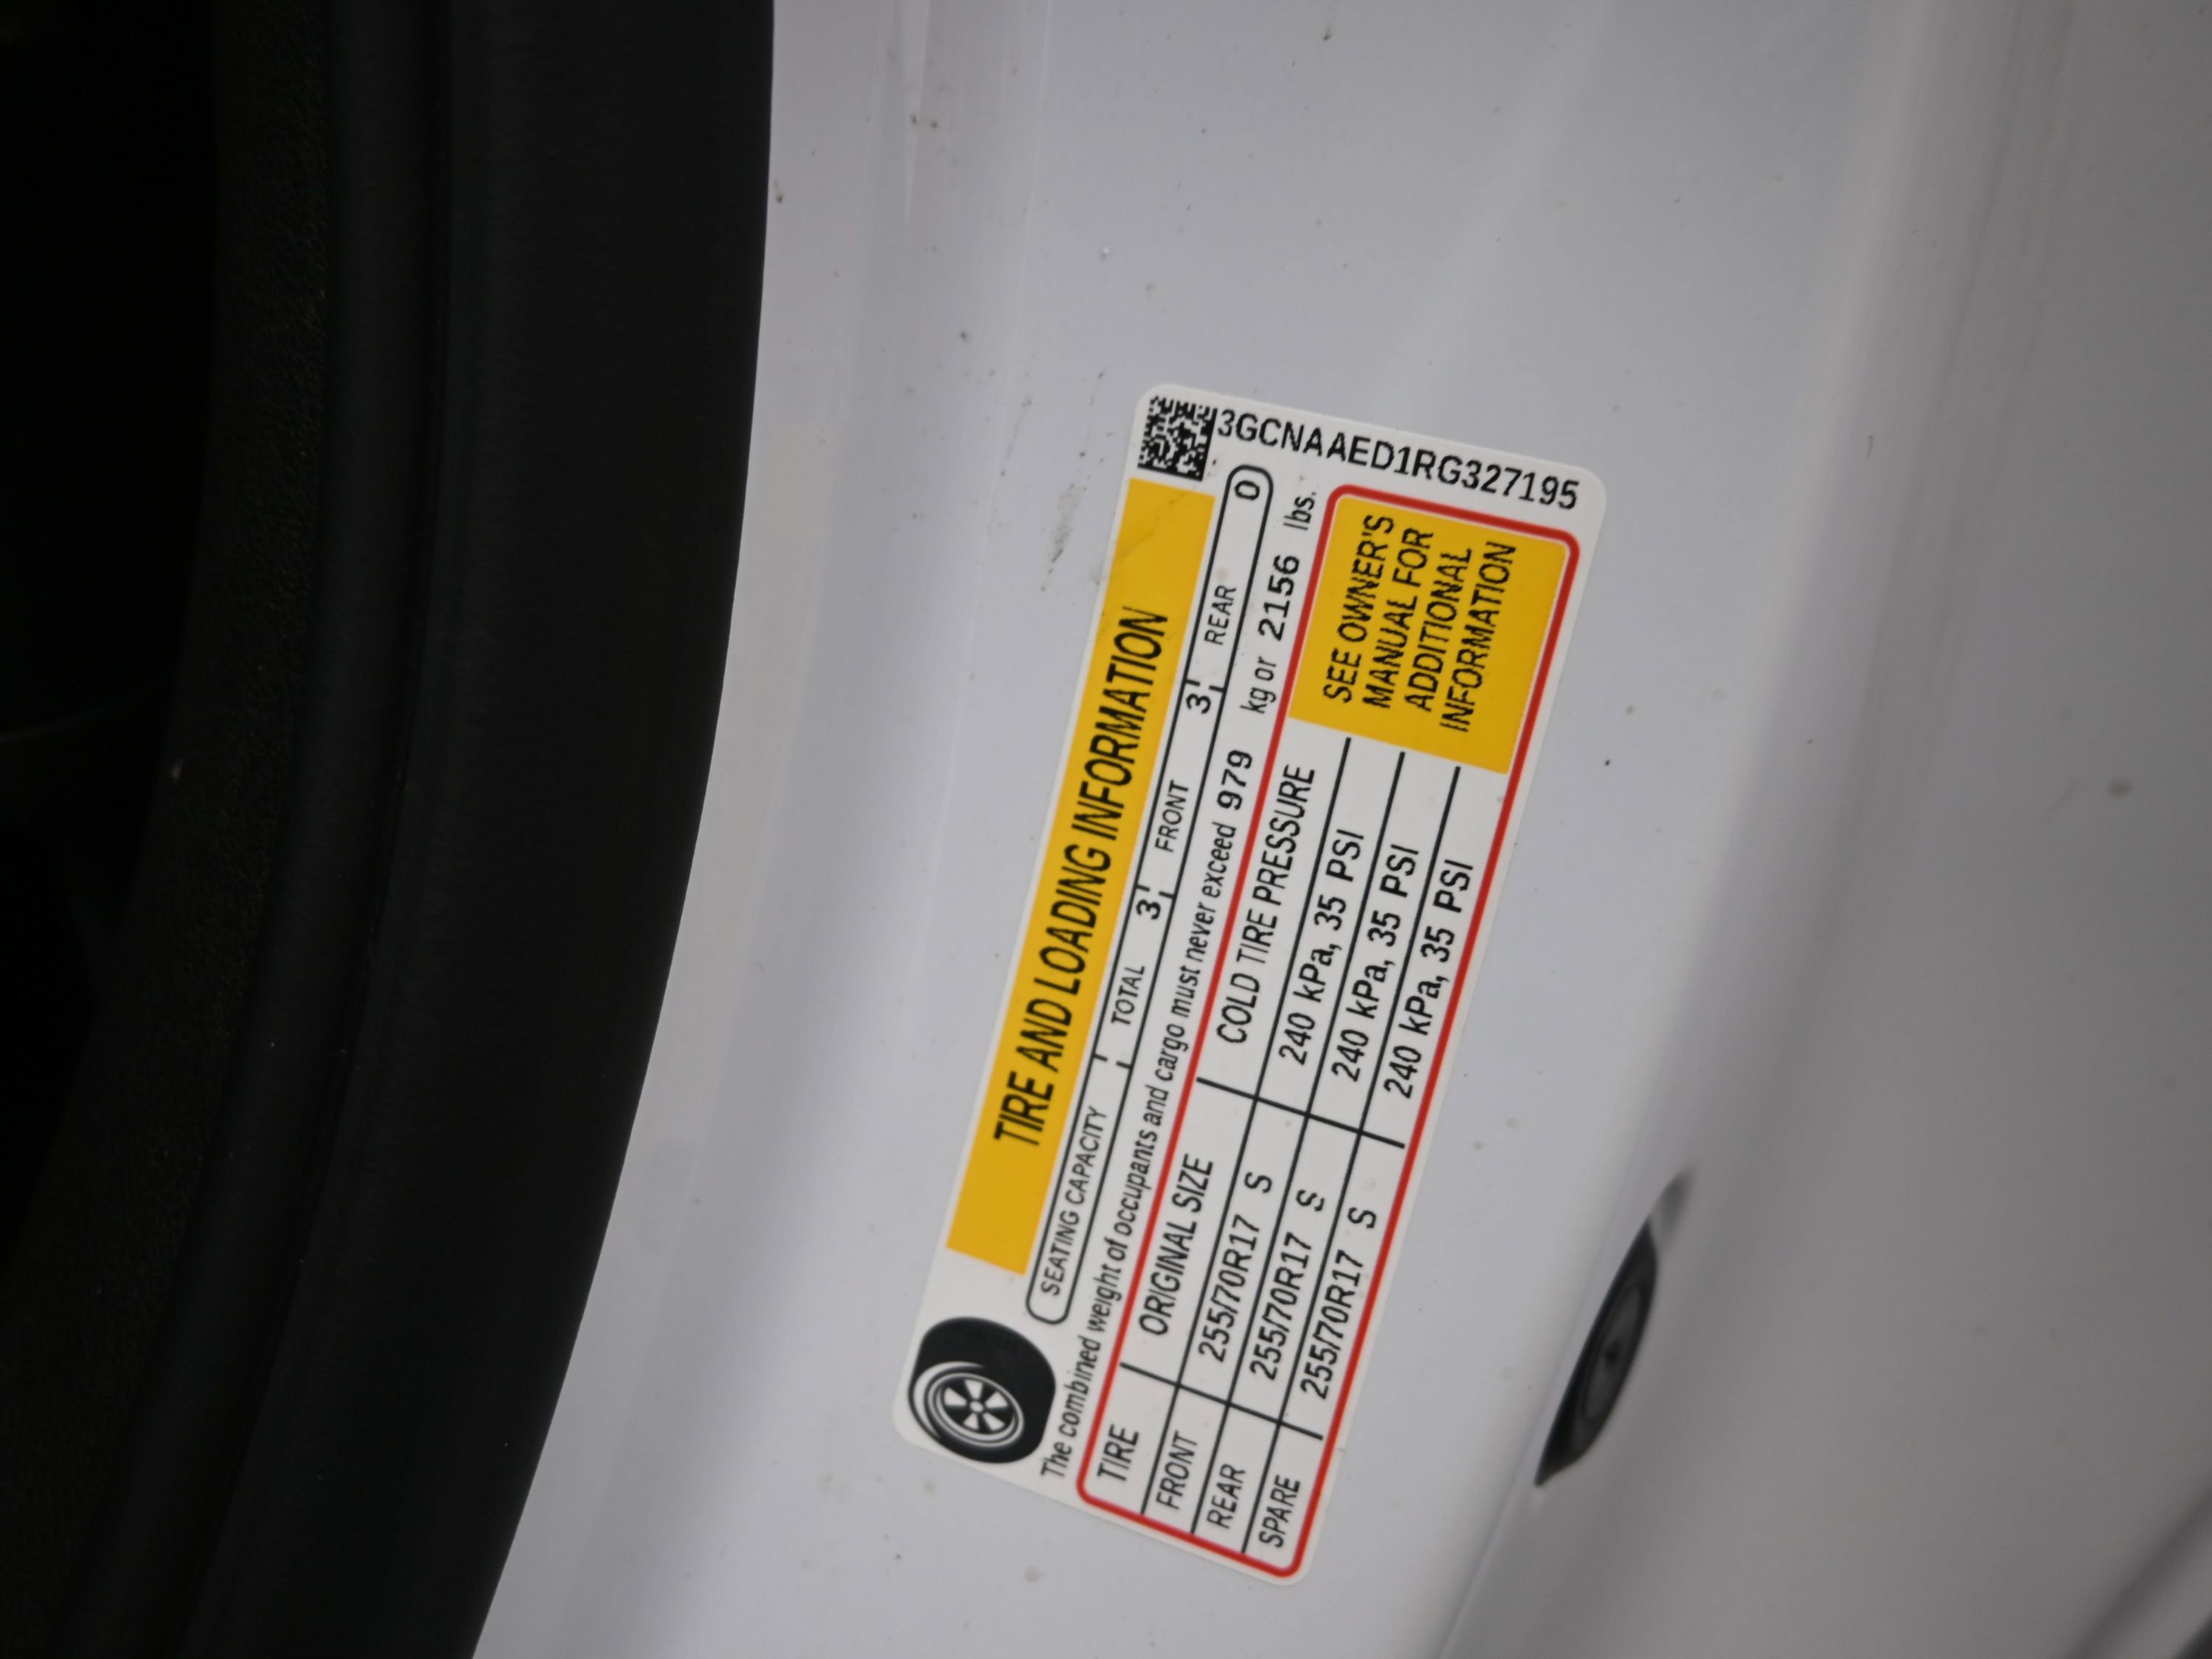 TIRE AND LOADING INFORMATION
SEATING CAPACITY TOTAL 3 FRONT 3 REAR 0
The combined weight of occupants and cargo must never exceed 979 kg or 2156 lbs.
TIRE ORIGINAL SIZE COLD TIRE PRESSURE
FRONT 255/70R17 S 240 kPa, 35 PSI
REAR 255/70R17 S 240 kPa, 35 PSI
SPARE 255/70R17 S 240 kPa, 35 PSI
SEE OWNER'S
MANUAL FOR
ADDITIONAL
INFORMATION
3GCNAAED1RG327195